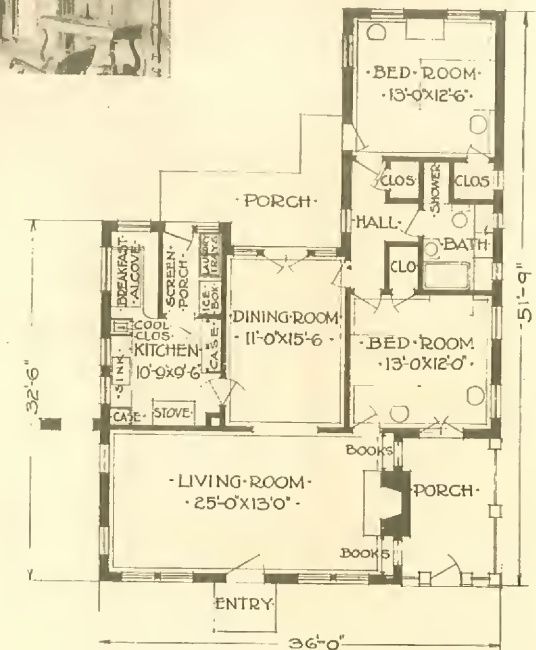 ·BED·ROOM·
·13'-0"X12'-6"·
CLOS
SHOWER
CLOS
·PORCH·
HALL·
·BATH·
BREAKFAST·
ALCOVE·
SCREEN·
PORCH·
LAUNDRY
TRAYS
ICE
BOX
CLO
COOL
CLOS
CASE
DINING·ROOM·
·11'-0"X15'-6
KITCHEN·
10'-9X9'-6"
SINK
CASE
STOVE
BED·ROOM·
·13'-0"X12'-0"·
·32'-6"
·51'-9"
BOOKS
·LIVING·ROOM·
·25'-0"X13'0"·
·PORCH·
BOOKS
·ENTRY·
36'-0"